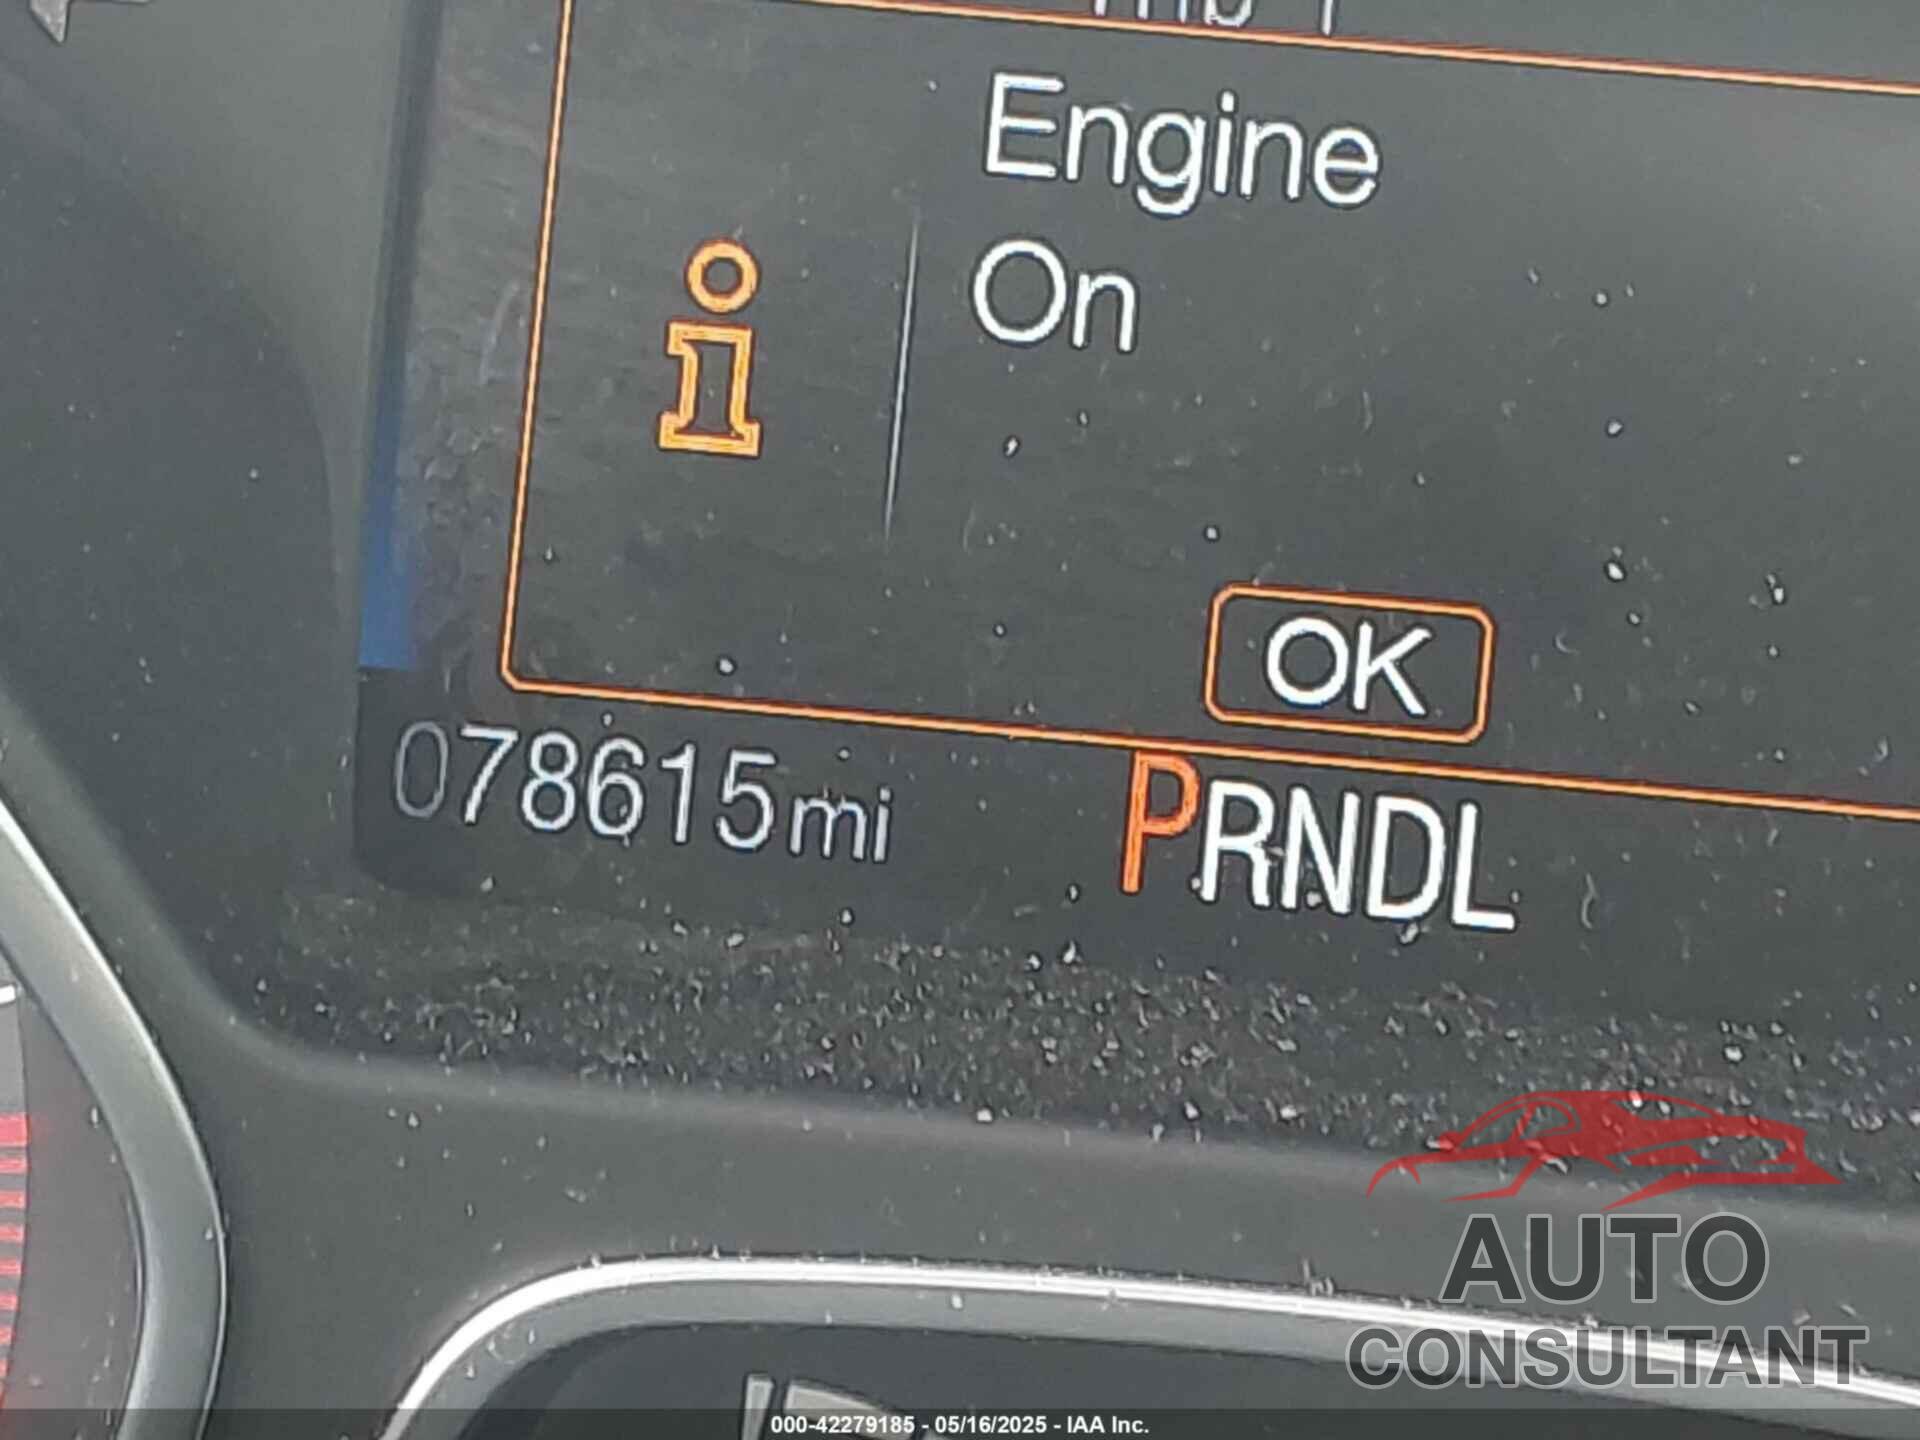 Engine
On
OK
078615mi
PRNDL
AUTO
CONSULTANT
000-42279185 - 05/16/2025 - IAA Inc.